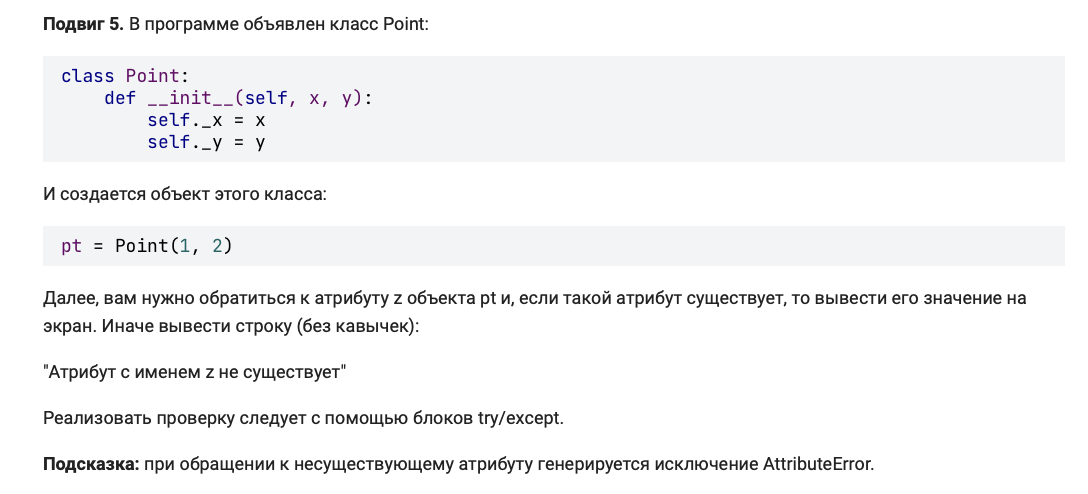 Подвиг 5. В программе объявлен класс Point:
class Point:
    def __init__(self, x, y):
        self._x = x
        self._y = y
И создается объект этого класса:
pt = Point(1, 2)
Далее, вам нужно обратиться к атрибуту z объекта pt и, если такой атрибут существует, то вывести его значение на
экран. Иначе вывести строку (без кавычек):
"Атрибут с именем z не существует"
Реализовать проверку следует с помощью блоков try/except.
Подсказка: при обращении к несуществующему атрибуту генерируется исключение AttributeError.